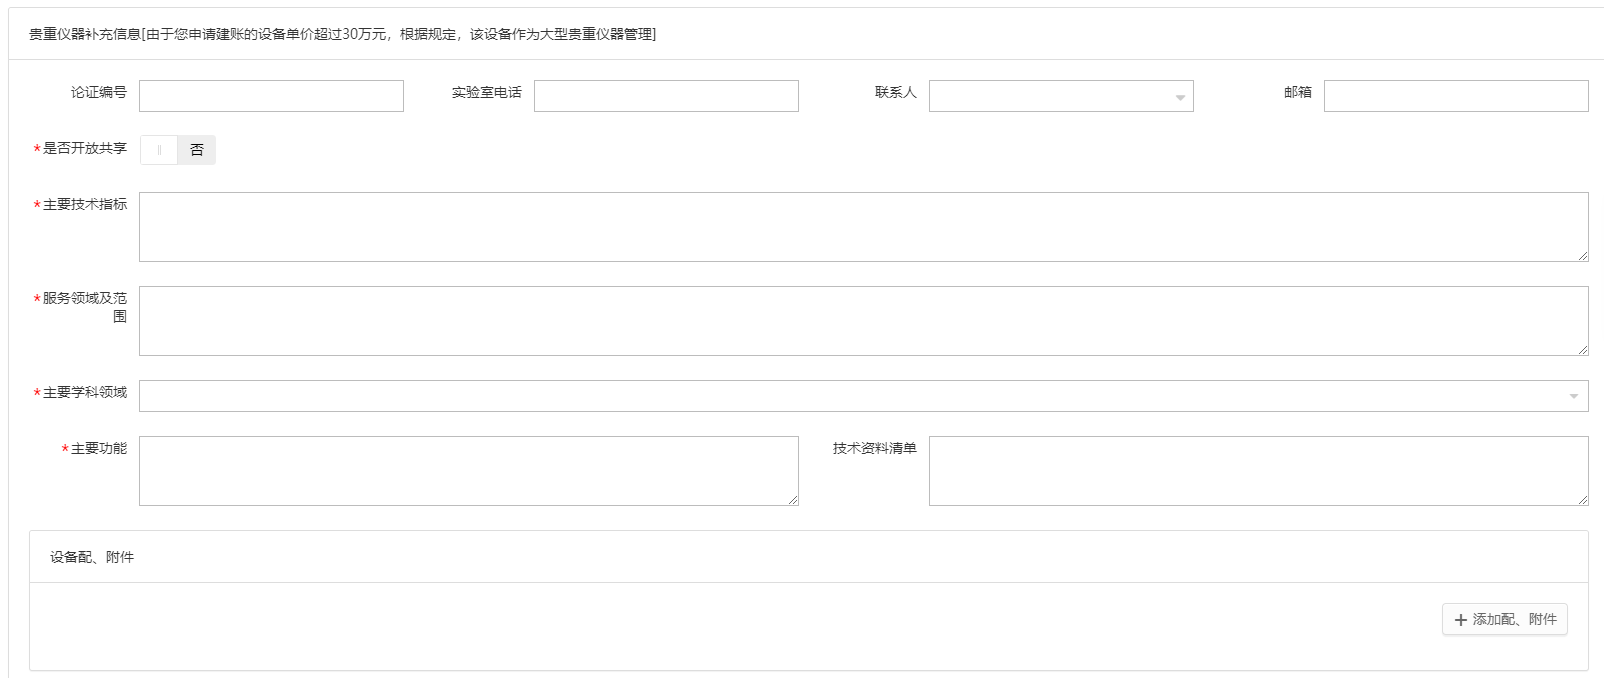 贵重仪器补充信息[由于您申请建账的设备单价超过30万元，根据规定，该设备作为大型贵重仪器管理]
论证编号 实验室电话 联系人 邮箱
*是否开放共享 否
*主要技术指标
*服务领域及范
围
*主要学科领域
*主要功能 技术资料清单
设备配、附件
+ 添加配、附件